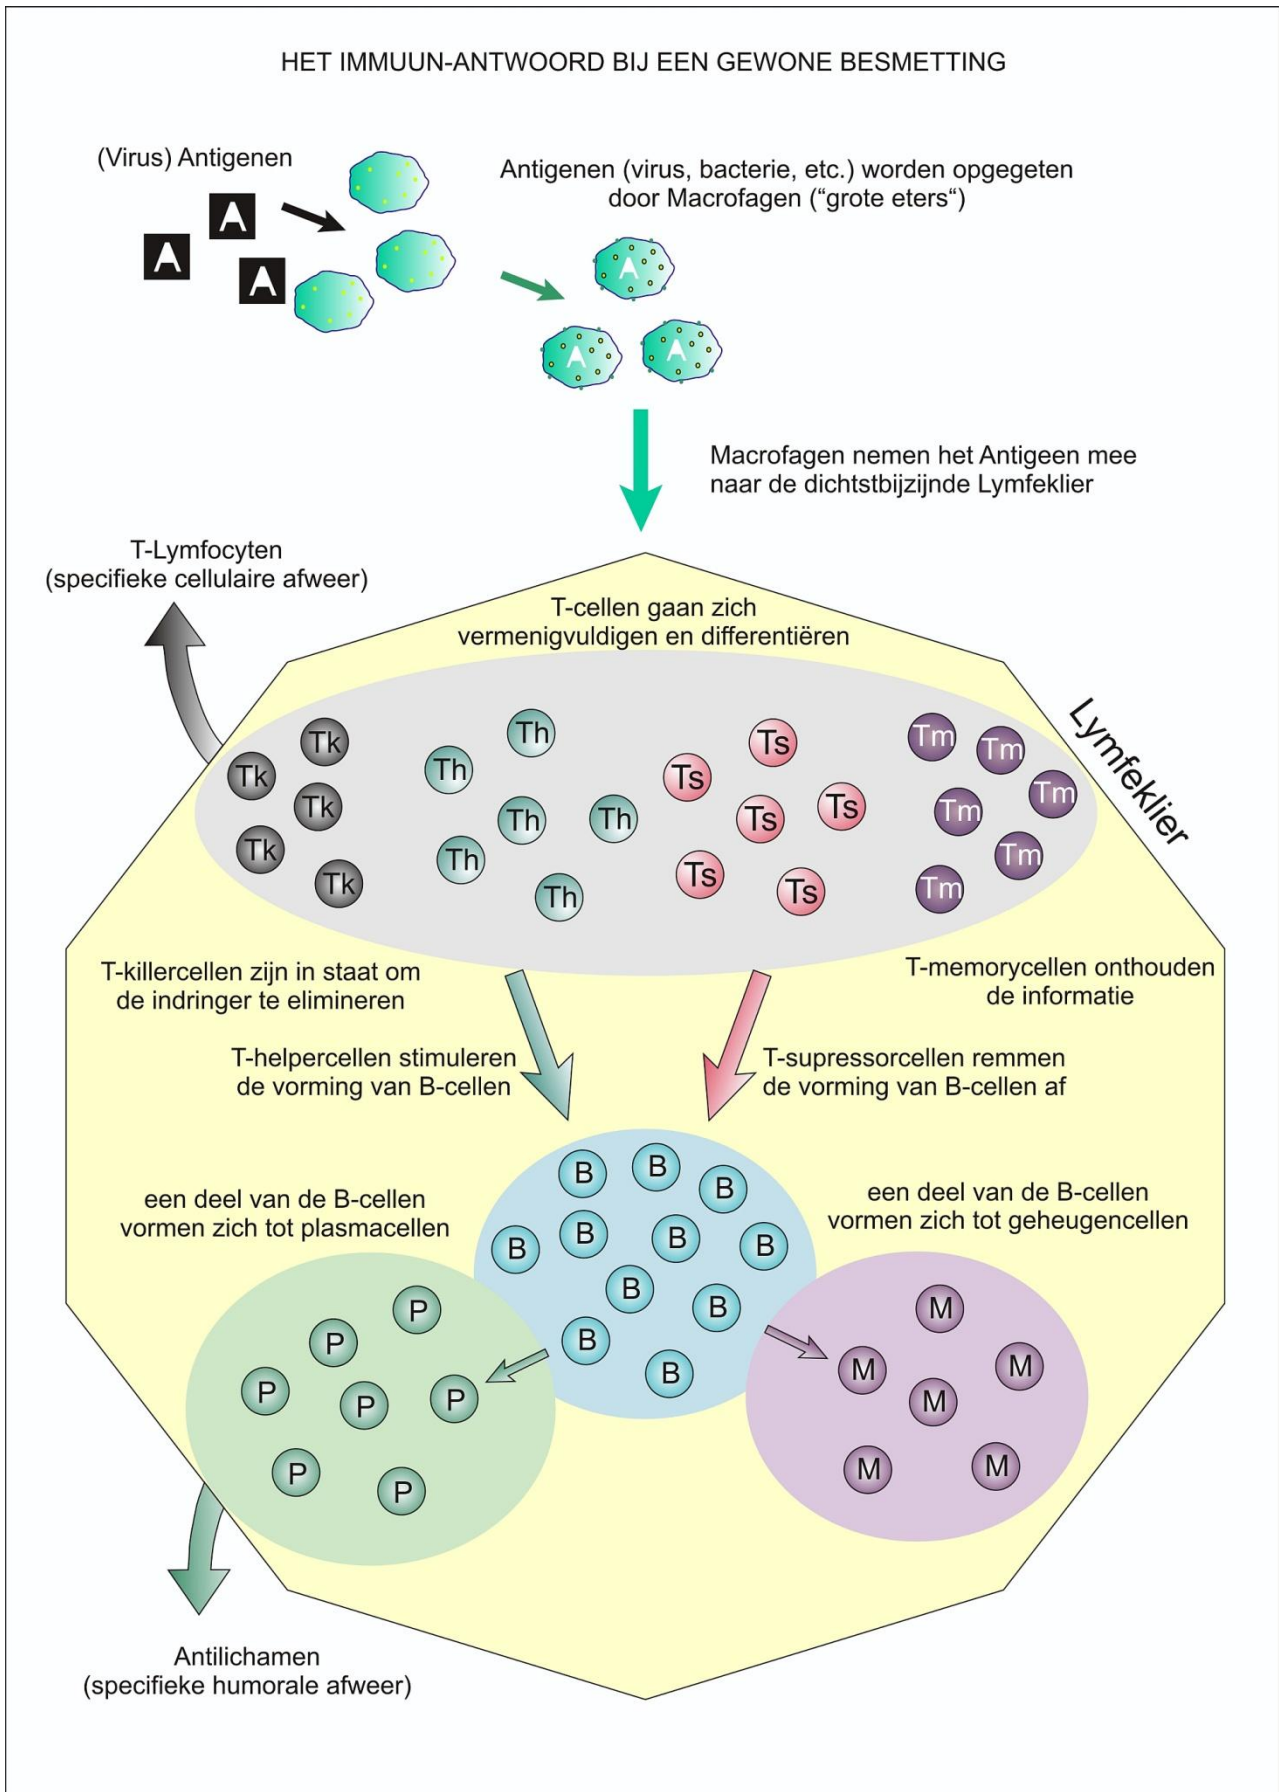 HET IMMUUN-ANTWOORD BIJ EEN GEWONE BESMETTING
(Virus) Antigenen
A
A
A
Antigenen (virus, bacterie, etc.) worden opgegeten
door Macrofagen (“grote eters“)
A
A
A
Macrofagen nemen het Antigeen mee
naar de dichtstbijzijnde Lymfeklier
T-Lymfocyten
(specifieke cellulaire afweer)
T-cellen gaan zich
vermenigvuldigen en differentiëren
Lymfeklier
Tk
Tk
Tk
Tk
Tk
Th
Th
Th
Th
Th
Th
Ts
Ts
Ts
Ts
Ts
Ts
Tm
Tm
Tm
Tm
Tm
Tm
T-killercellen zijn in staat om
de indringer te elimineren
T-memorycellen onthouden
de informatie
T-helpercellen stimuleren
de vorming van B-cellen
T-supressorcellen remmen
de vorming van B-cellen af
B
B
B
B
B
B
B
B
B
B
B
een deel van de B-cellen
vormen zich tot plasmacellen
een deel van de B-cellen
vormen zich tot geheugencellen
P
P
P
P
P
P
P
M
M
M
M
M
M
Antilichamen
(specifieke humorale afweer)